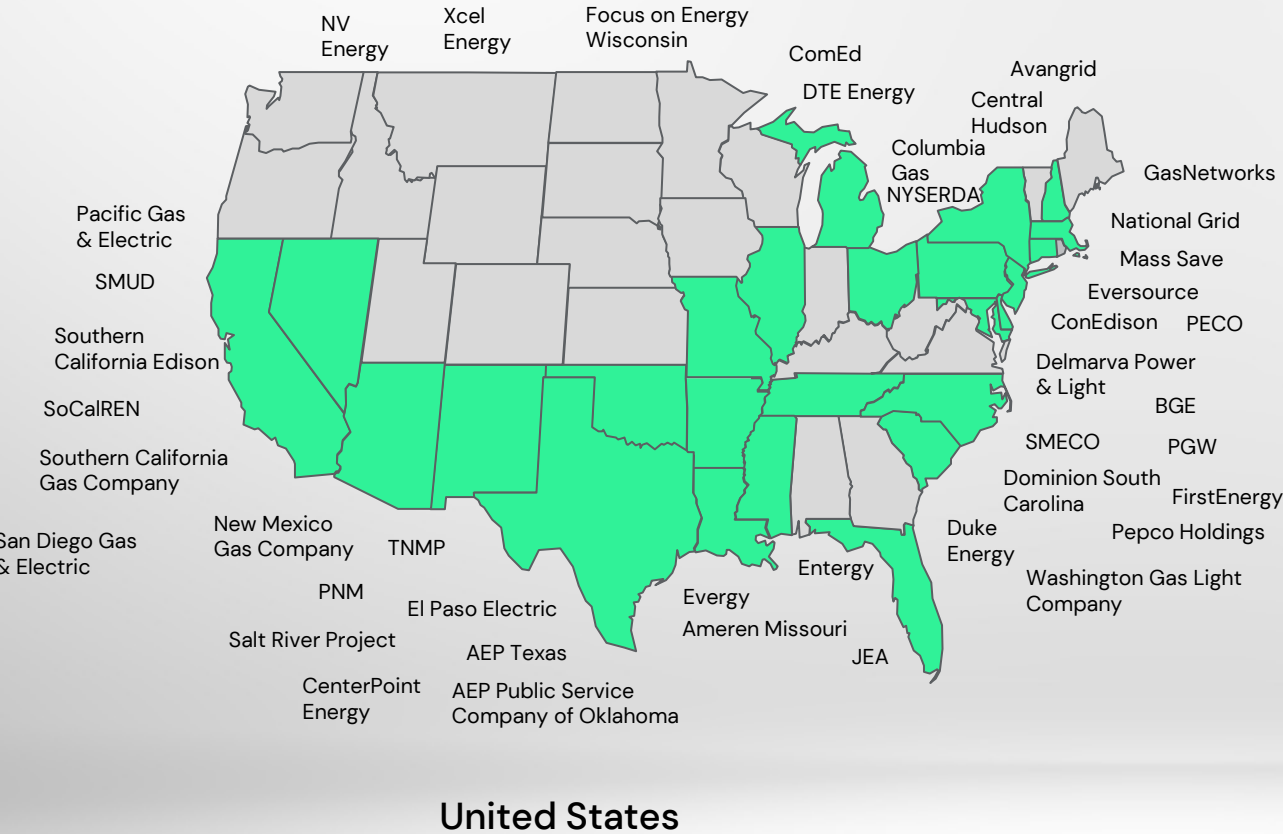 NV
Energy
Xcel
Energy
Focus on Energy
Wisconsin
ComEd
DTE Energy
Avangrid
Central
Hudson
Columbia
Gas
NYSERDA
GasNetworks
National Grid
Mass Save
Eversource
ConEdison
PECO
Delmarva Power
& Light
BGE
SMECO
PGW
Dominion South
Carolina
FirstEnergy
Duke
Energy
Pepco Holdings
Washington Gas Light
Company
Pacific Gas
& Electric
SMUD
Southern
California Edison
SoCalREN
Southern California
Gas Company
San Diego Gas
& Electric
New Mexico
Gas Company
TNMP
PNM
El Paso Electric
Salt River Project
AEP Texas
CenterPoint
Energy
AEP Public Service
Company of Oklahoma
Entergy
Evergy
Ameren Missouri
JEA
United States